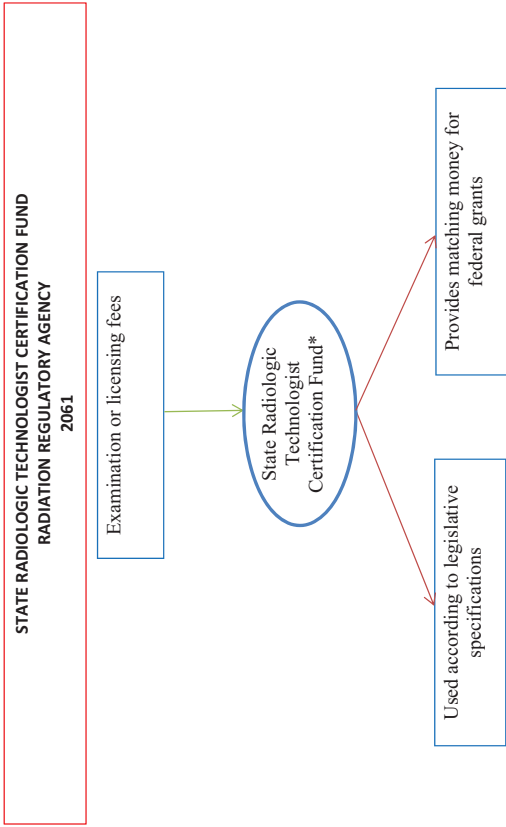 STATE RADIOLOGIC TECHNOLOGIST CERTIFICATION FUND
RADIATION REGULATORY AGENCY
2061
Examination or licensing fees
State Radiologic
Technologist
Certification Fund*
Used according to legislative
specifications
Provides matching money for
federal grants